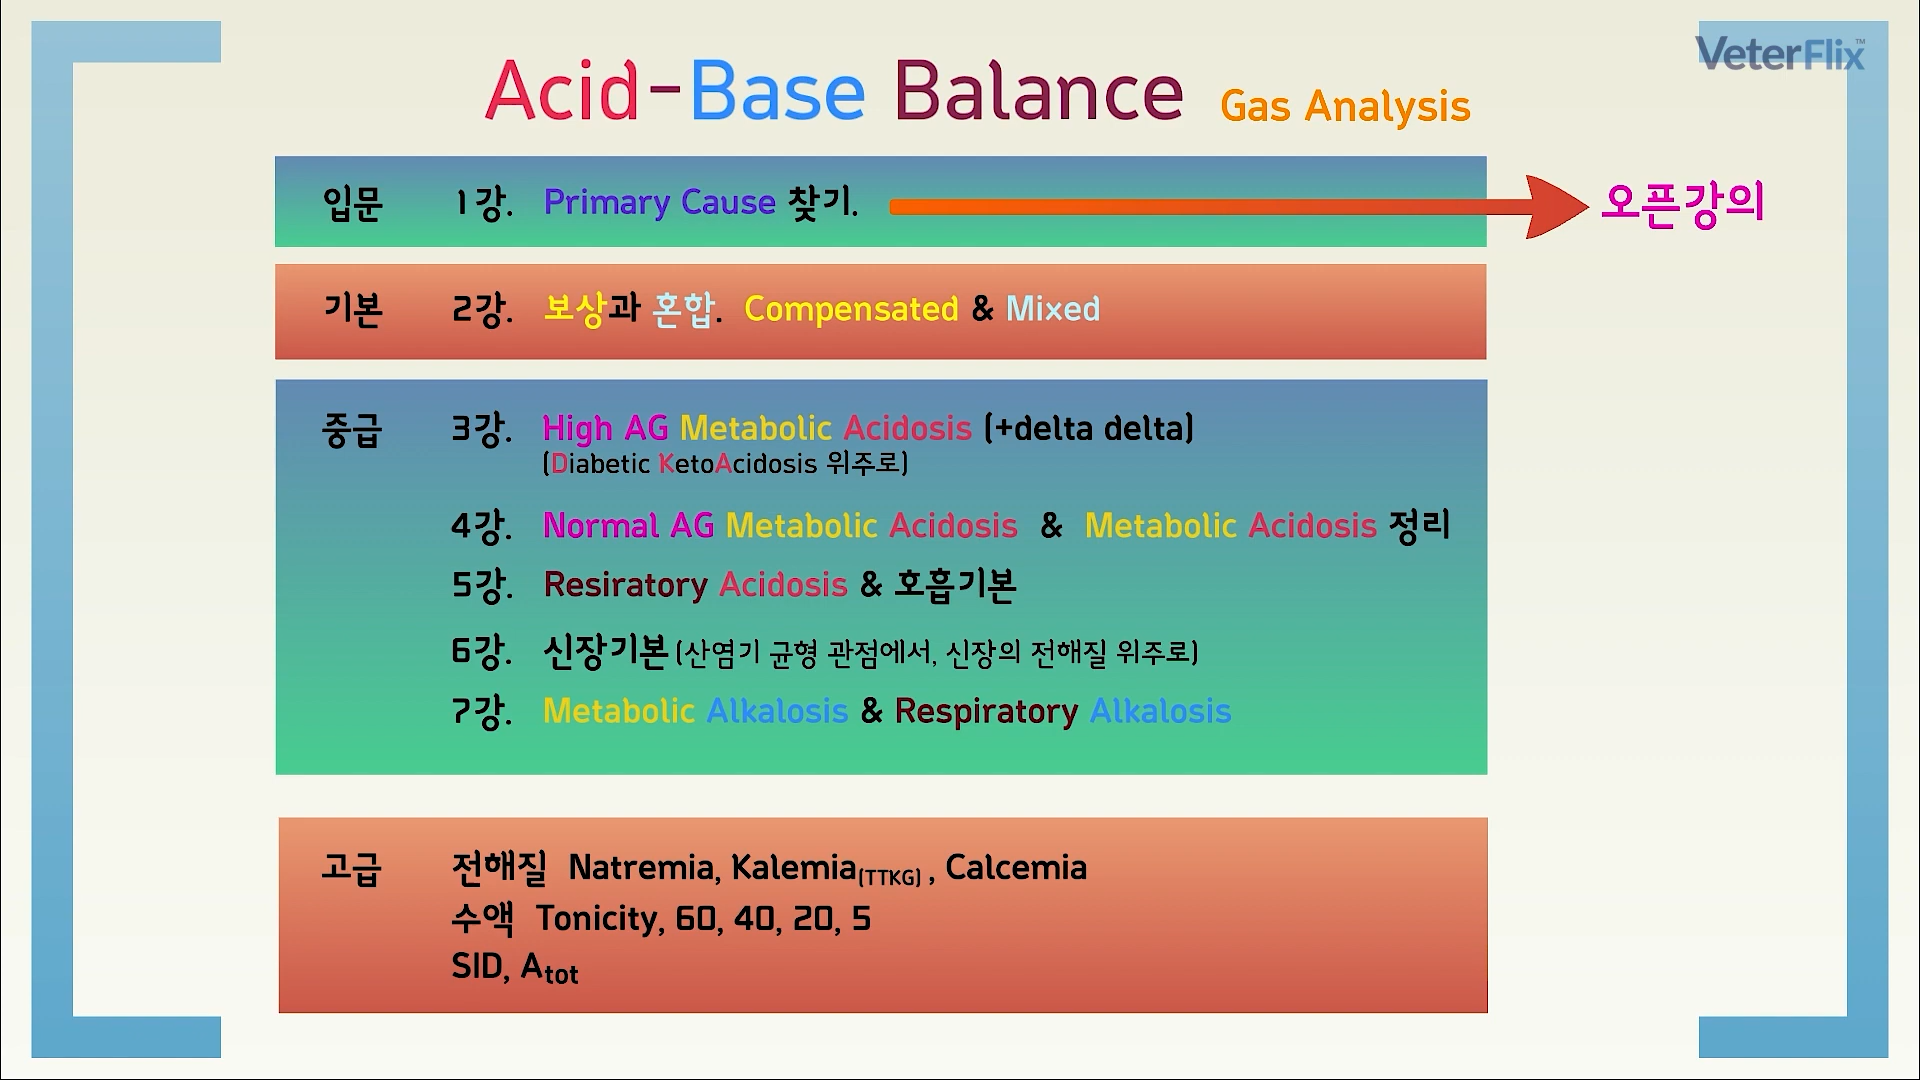 VeterFlix™
Acid-Base Balance Gas Analysis
입문 1강. Primary Cause 찾기. 오픈강의
기본 2강. 보상과 혼합. Compensated & Mixed
중급 3강. High AG Metabolic Acidosis (+delta delta)
(Diabetic KetoAcidosis 위주로)
4강. Normal AG Metabolic Acidosis & Metabolic Acidosis 정리
5강. Resiratory Acidosis & 호흡기본
6강. 신장기본 (산염기 균형 관점에서, 신장의 전해질 위주로)
7강. Metabolic Alkalosis & Respiratory Alkalosis
고급 전해질 Natremia, Kalemia(TTKG) , Calcemia
수액 Tonicity, 60, 40, 20, 5
SID, Atot